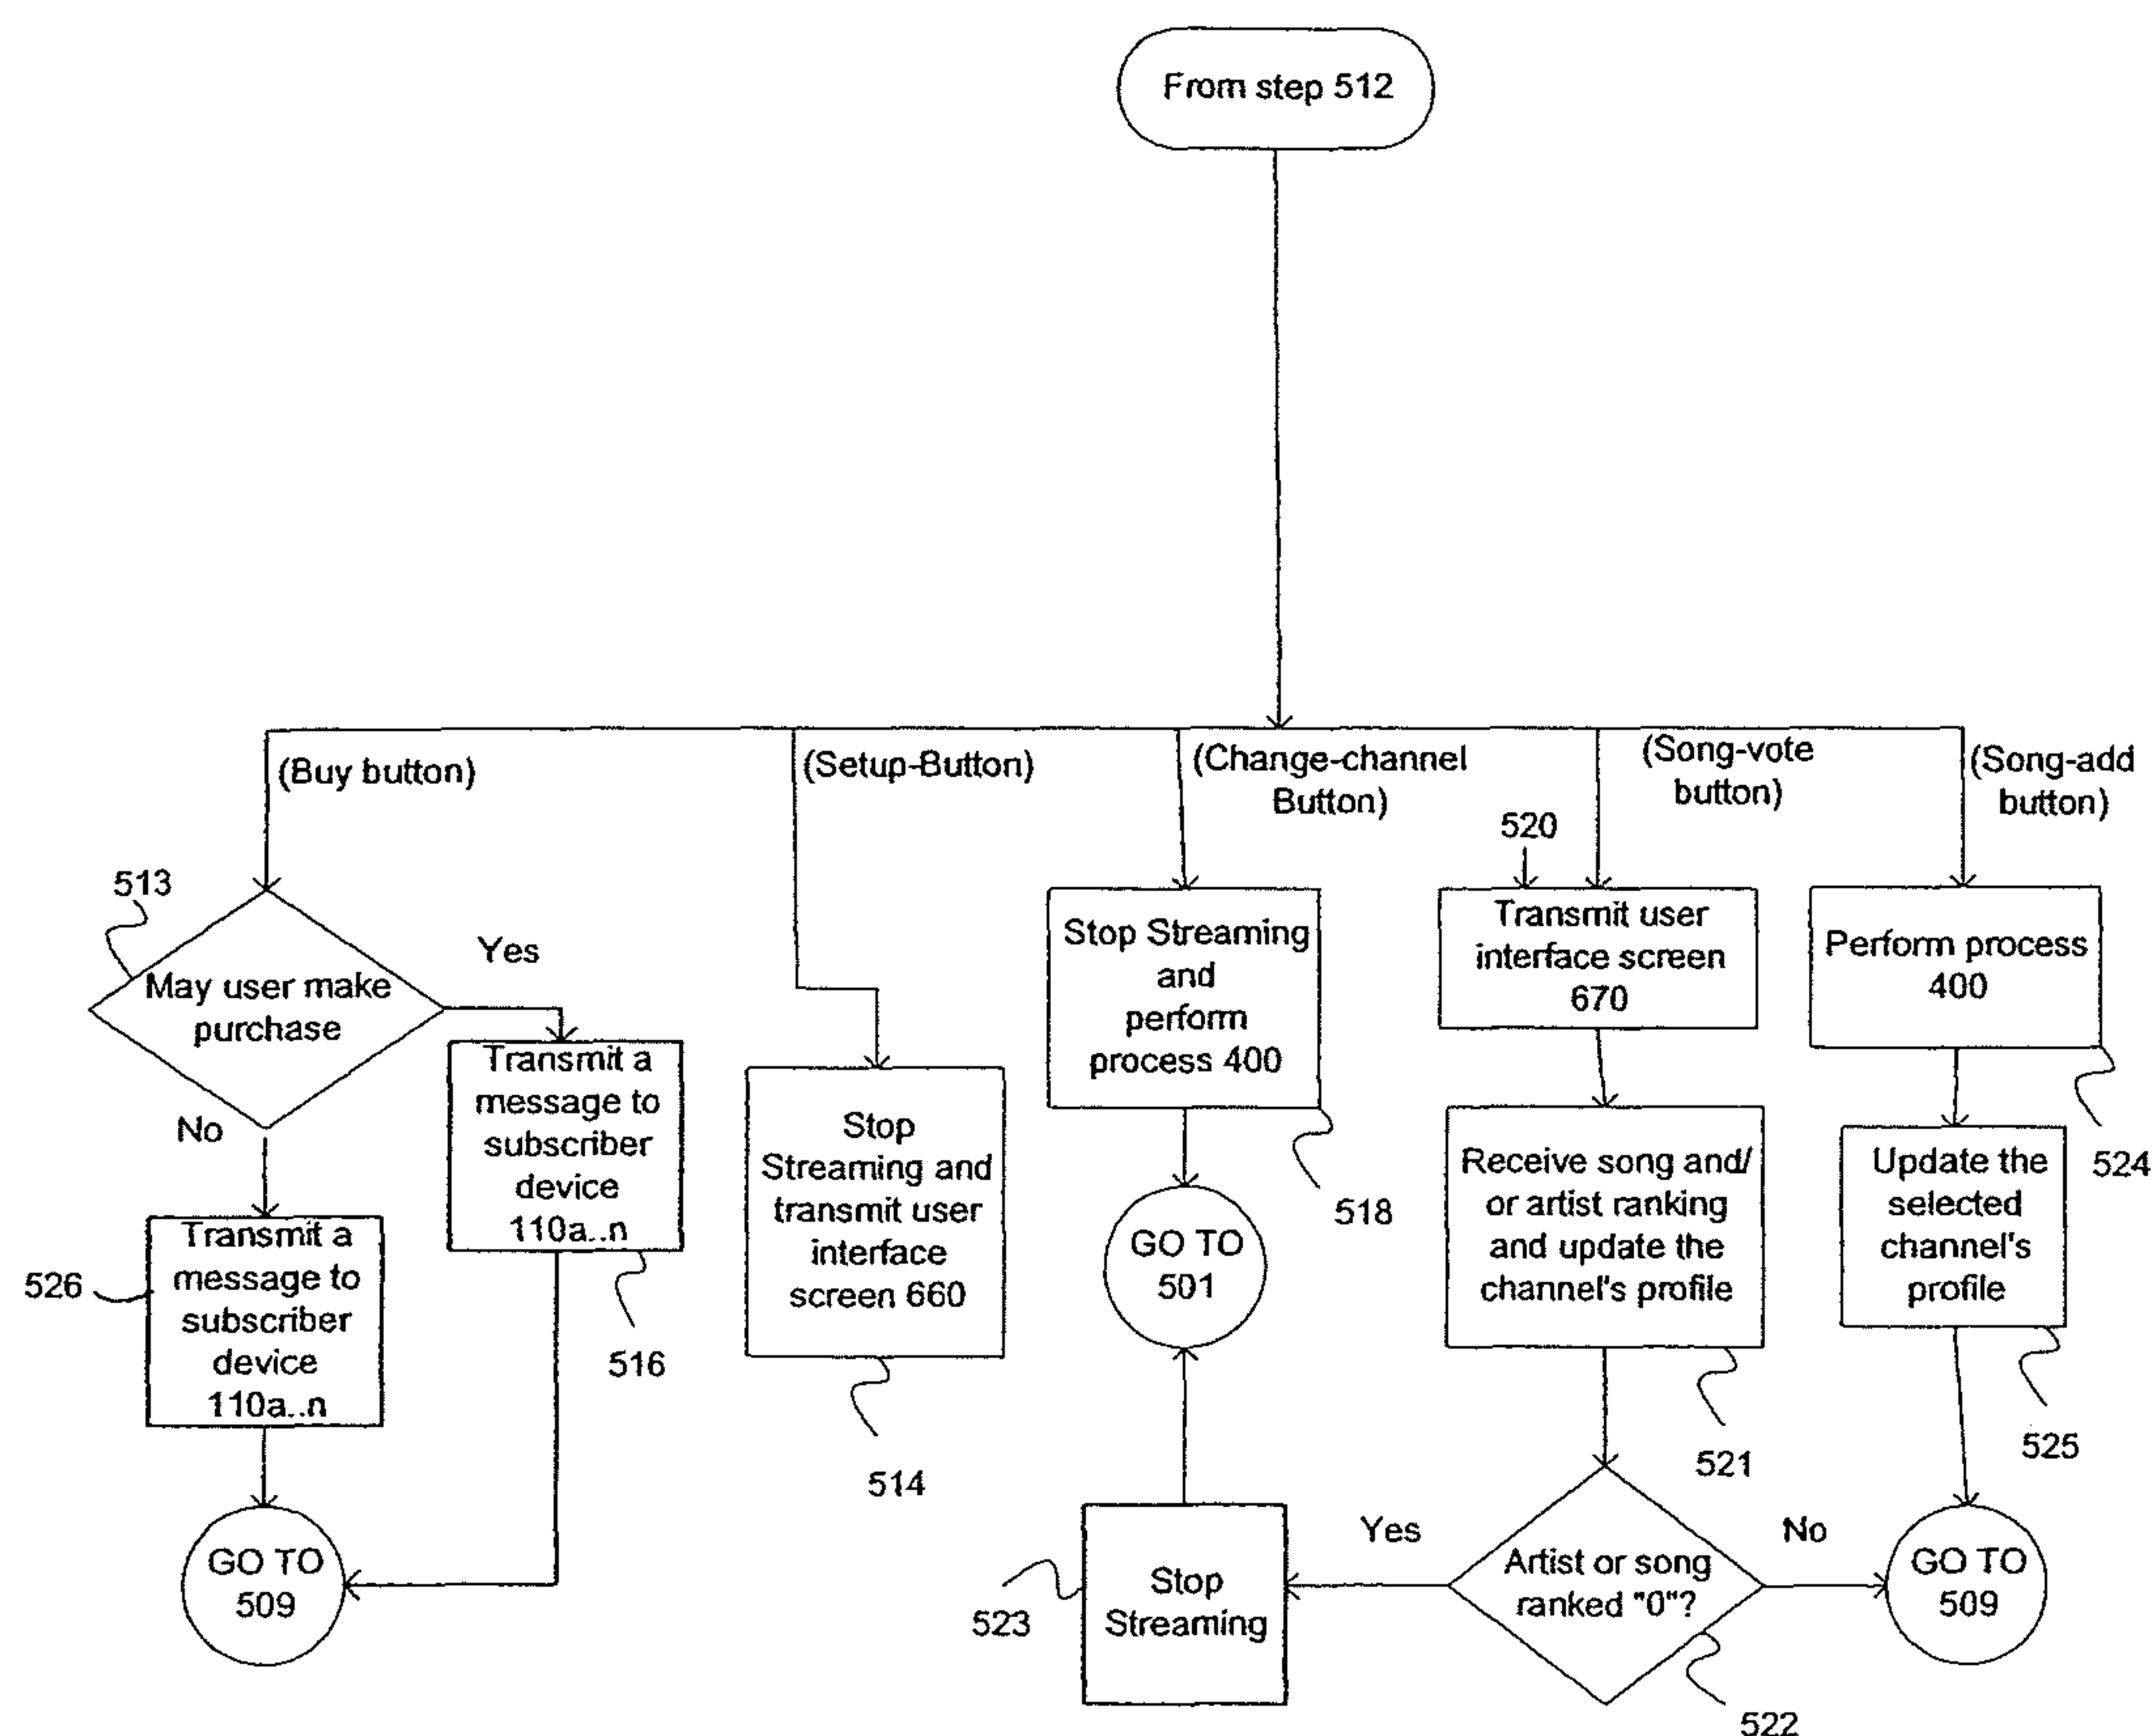 From step 512
(Buy button)
(Setup-Button)
(Change-channel
Button)
(Song-vote
button)
(Song-add
button)
513
May user make
purchase
Yes
No
Transmit a
message to
subscriber
device
110a..n
516
526
Transmit a
message to
subscriber
device
110a..n
GO TO
509
Stop
Streaming and
transmit user
interface
screen 660
514
Stop Streaming
and
perform
process 400
518
GO TO
501
520
Transmit user
interface screen
670
Receive song and/
or artist ranking
and update the
channel's profile
521
Artist or song
ranked "0"?
522
Yes
No
Stop
Streaming
523
Perform process
400
524
Update the
selected
channel's
profile
525
GO TO
509